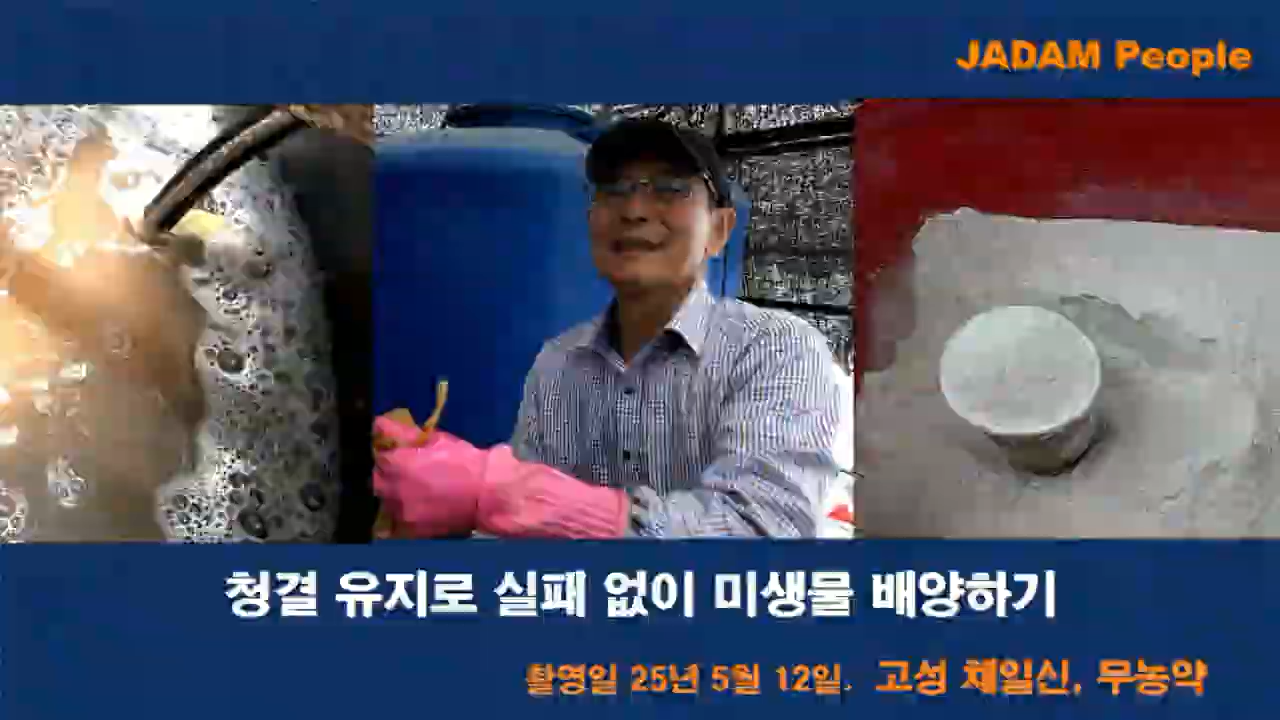 JADAM People
청결 유지로 실패 없이 미생물 배양하기
촬영일 25년 5월 12일. 고성 채일신, 무농약